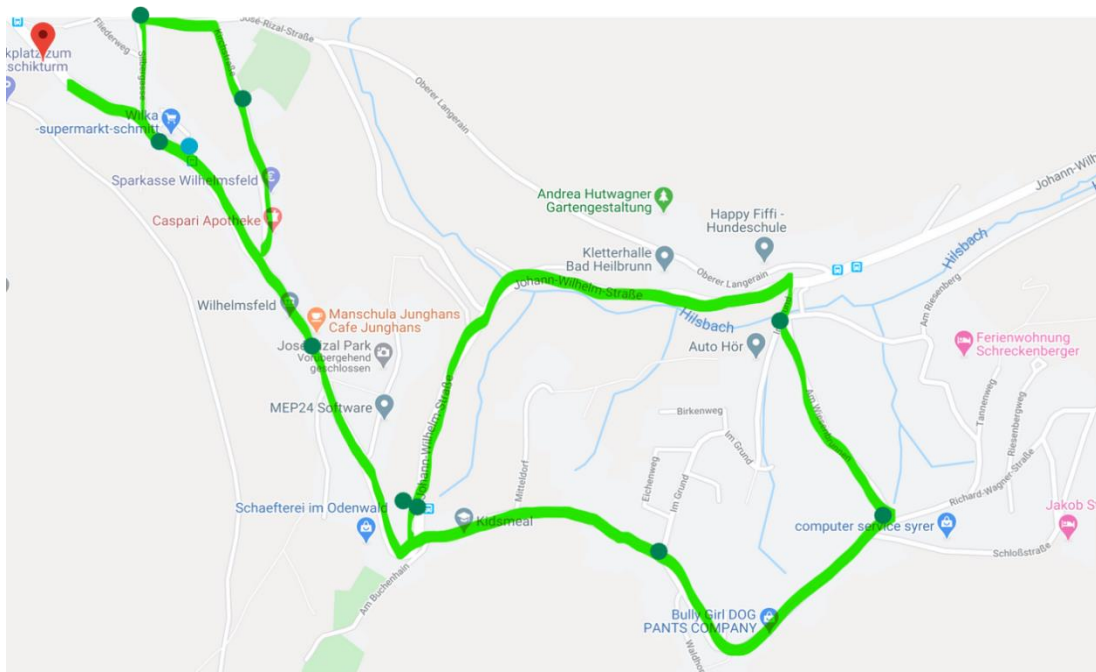 José-Rizal-Straße
Fliederweg
kplatz zum
schikturm
Wilka
-supermarkt-schmitt
Oberer Langerain
Sparkasse Wilhelmsfeld
Caspari Apotheke
Andrea Hutwagner
Gartengestaltung
Happy Fiffi -
Hundeschule
Johann-Wilh
Kletterhalle
Bad Heilbrunn
Oberer Langerain
Hilsbach
Johann-Wilhelm-Straße
Am Riesenberg
Wilhelmsfeld
Manschula Junghans
Cafe Junghans
Hilsbach
Auto Hör
Ferienwohnung
Schreckenberger
Vorübergehend
geschlossen
MEP24 Software
Johann-Wilhelm-Straße
Birkenweg
Im Grund
Tannenweg
Riesenbergweg
Mitteldorf
Eichenweg
Im Grund
Richard-Wagner-Straße
Schaefterei im Odenwald
Kidsmeal
computer service syrer
Jakob St
Schloßstraße
Am Buchenhain
Bully Girl DOG
PANTS COMPANY
Waldho